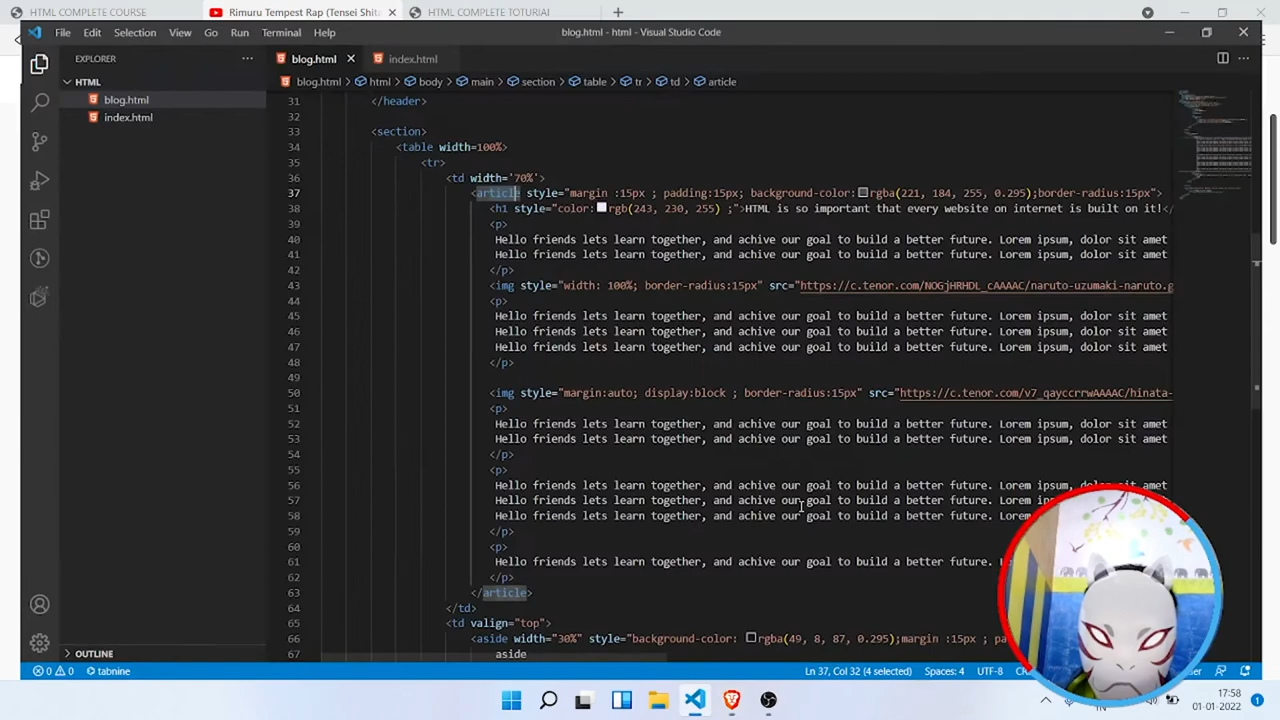 HTML COMPLETE COURSE
Rimuru Tempest Rap (Tensei Shita
HTML COMPLETE TOTURIAL
File Edit Selection View Go Run Terminal Help
blog.html - html - Visual Studio Code
EXPLORER
blog.html
index.html
HTML
blog.html > html > body > main > section > table > tr > td > article
blog.html
index.html
31 </header>
32
33 <section>
34 <table width=100%>
35 <tr>
36 <td width='70%'>
37 <article style="margin :15px ; padding:15px; background-color:rgba(221, 184, 255, 0.295);border-radius:15px">
38 <h1 style="color:rgb(243, 230, 255) ;">HTML is so important that every website on internet is built on it!</
39 <p>
40 Hello friends lets learn together, and achive our goal to build a better future. Lorem ipsum, dolor sit amet
41 Hello friends lets learn together, and achive our goal to build a better future. Lorem ipsum, dolor sit amet
42 </p>
43 <img style="width: 100%; border-radius:15px" src="https://c.tenor.com/NOGjHRHDL_cAAAAC/naruto-uzumaki-naruto.g
44 <p>
45 Hello friends lets learn together, and achive our goal to build a better future. Lorem ipsum, dolor sit amet
46 Hello friends lets learn together, and achive our goal to build a better future. Lorem ipsum, dolor sit amet
47 Hello friends lets learn together, and achive our goal to build a better future. Lorem ipsum, dolor sit amet
48 </p>
49
50 <img style="margin:auto; display:block ; border-radius:15px" src="https://c.tenor.com/v7_qayccrrwAAAAC/hinata-
51 <p>
52 Hello friends lets learn together, and achive our goal to build a better future. Lorem ipsum, dolor sit amet
53 Hello friends lets learn together, and achive our goal to build a better future. Lorem ipsum, dolor sit amet
54 </p>
55 <p>
56 Hello friends lets learn together, and achive our goal to build a better future. Lorem ipsum, dolor sit amet
57 Hello friends lets learn together, and achive our goal to build a better future. Lorem
58 Hello friends lets learn together, and achive our goal to build a better future. Lorem
59 </p>
60 <p>
61 Hello friends lets learn together, and achive our goal to build a better future.
62 </p>
63 </article>
64 </td>
65 <td valign="top">
66 <aside width="30%" style="background-color: rgba(49, 8, 87, 0.295);margin :15px ; pa
67 aside
OUTLINE
0 0 tabnine
Ln 37, Col 32 (4 selected) Spaces: 4 UTF-8
17:58
01-01-2022
1